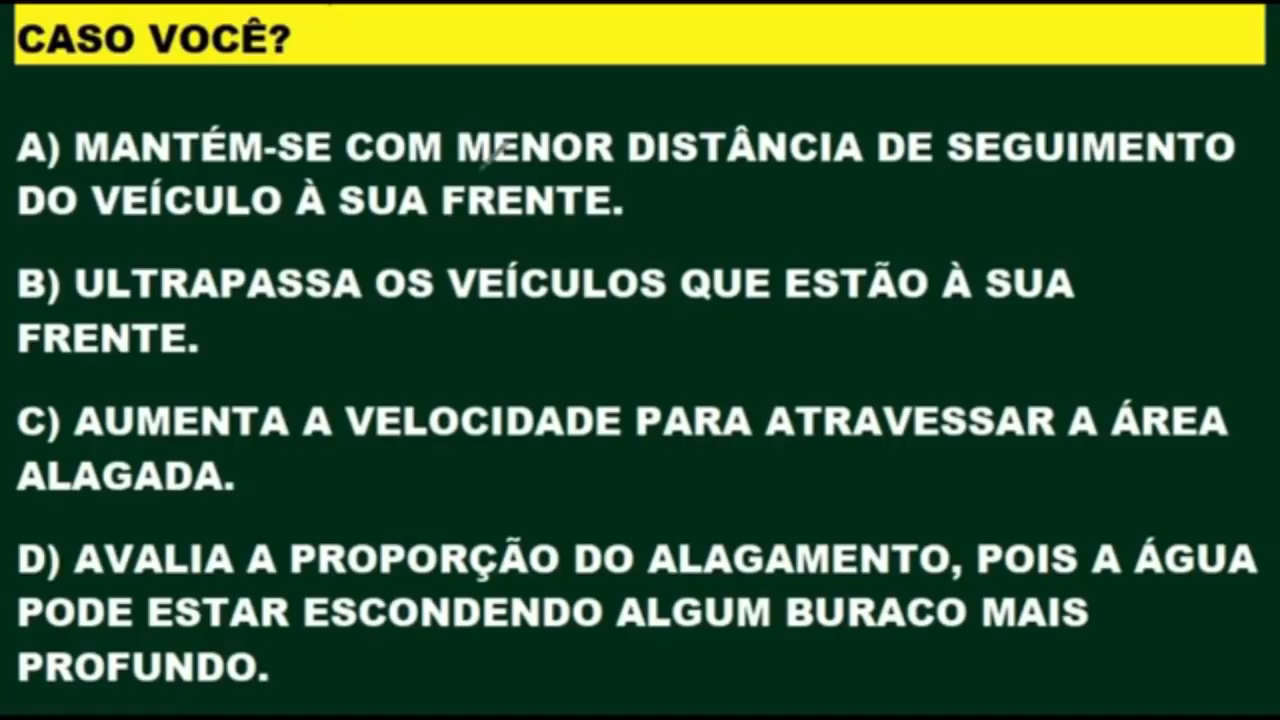 CASO VOCÊ?
A) MANTÉM-SE COM MENOR DISTÂNCIA DE SEGUIMENTO
DO VEÍCULO À SUA FRENTE.
B) ULTRAPASSA OS VEÍCULOS QUE ESTÃO À SUA
FRENTE.
C) AUMENTA A VELOCIDADE PARA ATRAVESSAR A ÁREA
ALAGADA.
D) AVALIA A PROPORÇÃO DO ALAGAMENTO, POIS A ÁGUA
PODE ESTAR ESCONDENDO ALGUM BURACO MAIS
PROFUNDO.